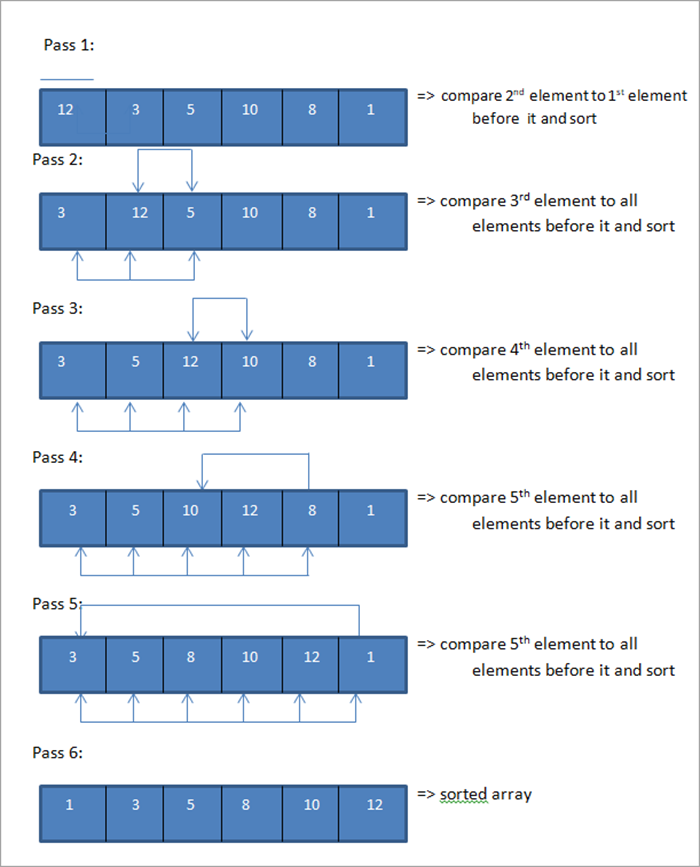 Pass 1:
12 3 5 10 8 1
=> compare 2nd element to 1st element
before it and sort
Pass 2:
3 12 5 10 8 1
=> compare 3rd element to all
elements before it and sort
Pass 3:
3 5 12 10 8 1
=> compare 4th element to all
elements before it and sort
Pass 4:
3 5 10 12 8 1
=> compare 5th element to all
elements before it and sort
Pass 5:
3 5 8 10 12 1
=> compare 5th element to all
elements before it and sort
Pass 6:
1 3 5 8 10 12
=> sorted array